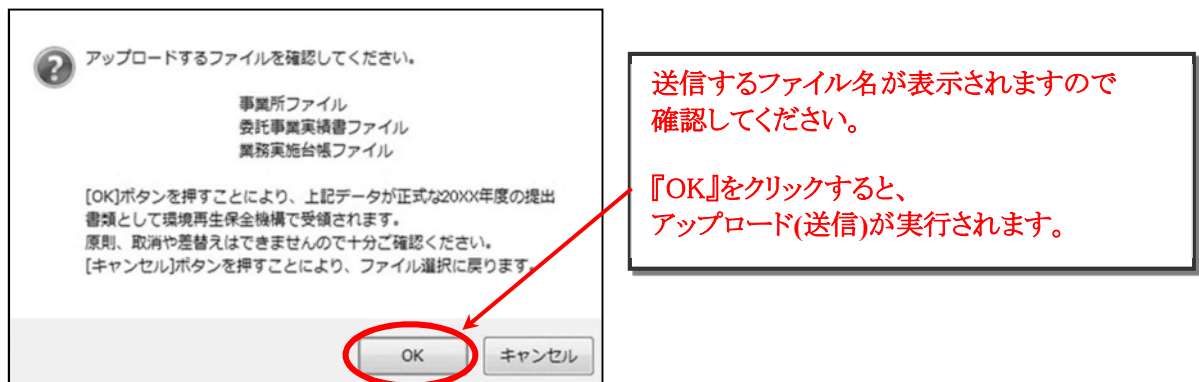 アップロードするファイルを確認してください。
事業所ファイル
委託事業実績書ファイル
業務実施台帳ファイル
[OK]ボタンを押すことにより、上記データが正式な20XX年度の提出
書類として環境再生保全機構で受領されます。
原則、取消や差替えはできませんので十分ご確認ください。
[キャンセル]ボタンを押すことにより、ファイル選択に戻ります。
OK
キャンセル
送信するファイル名が表示されますので
確認してください。
『OK』をクリックすると、
アップロード(送信)が実行されます。